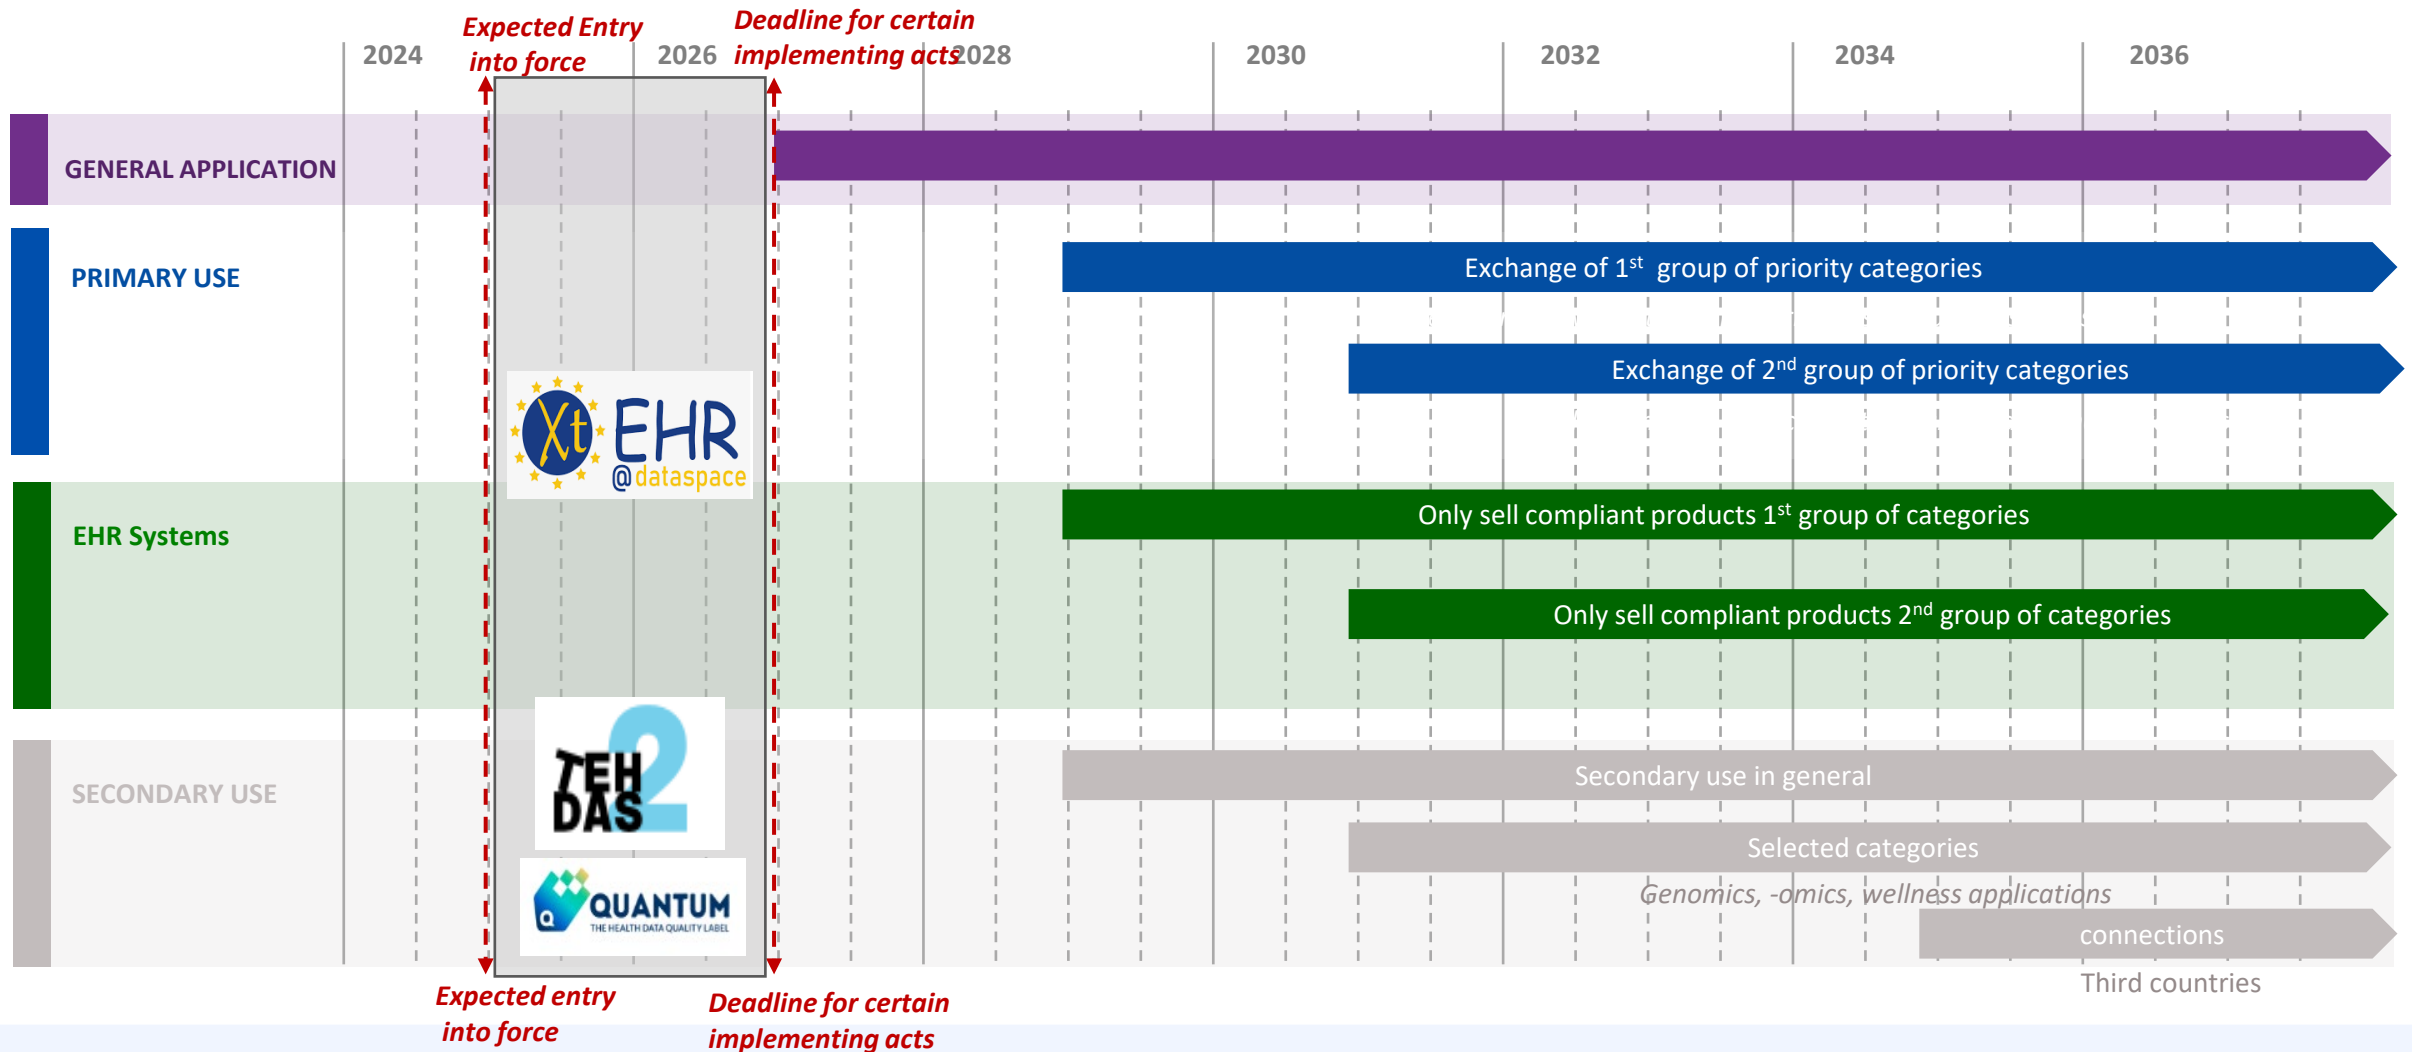 Expected Entry
into force
Deadline for certain
implementing acts
2024
2026
2028
2030
2032
2034
2036
GENERAL APPLICATION
PRIMARY USE
Exchange of 1st group of priority categories
Exchange of 2nd group of priority categories
Xt EHR
@dataspace
EHR Systems
Only sell compliant products 1st group of categories
Only sell compliant products 2nd group of categories
SECONDARY USE
TEH
DAS
2
QUANTUM
THE HEALTH DATA QUALITY LABEL
Q
Secondary use in general
Selected categories
Genomics, -omics, wellness applications
connections
Third countries
Expected entry
into force
Deadline for certain
implementing acts